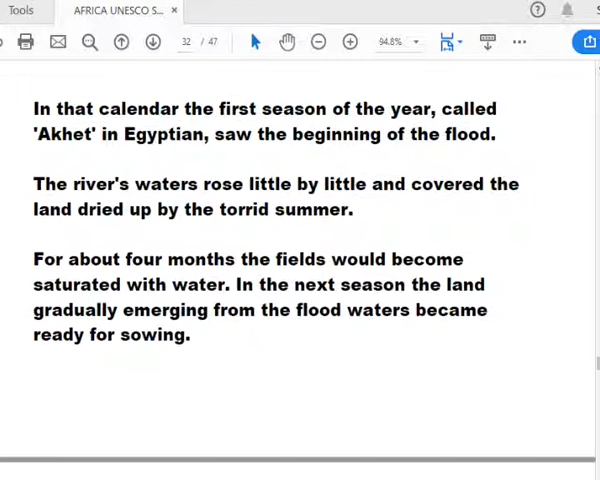 Tools
AFRICA UNESCO S... ×
32 / 47
94.8%
In that calendar the first season of the year, called
'Akhet' in Egyptian, saw the beginning of the flood.
The river's waters rose little by little and covered the
land dried up by the torrid summer.
For about four months the fields would become
saturated with water. In the next season the land
gradually emerging from the flood waters became
ready for sowing.